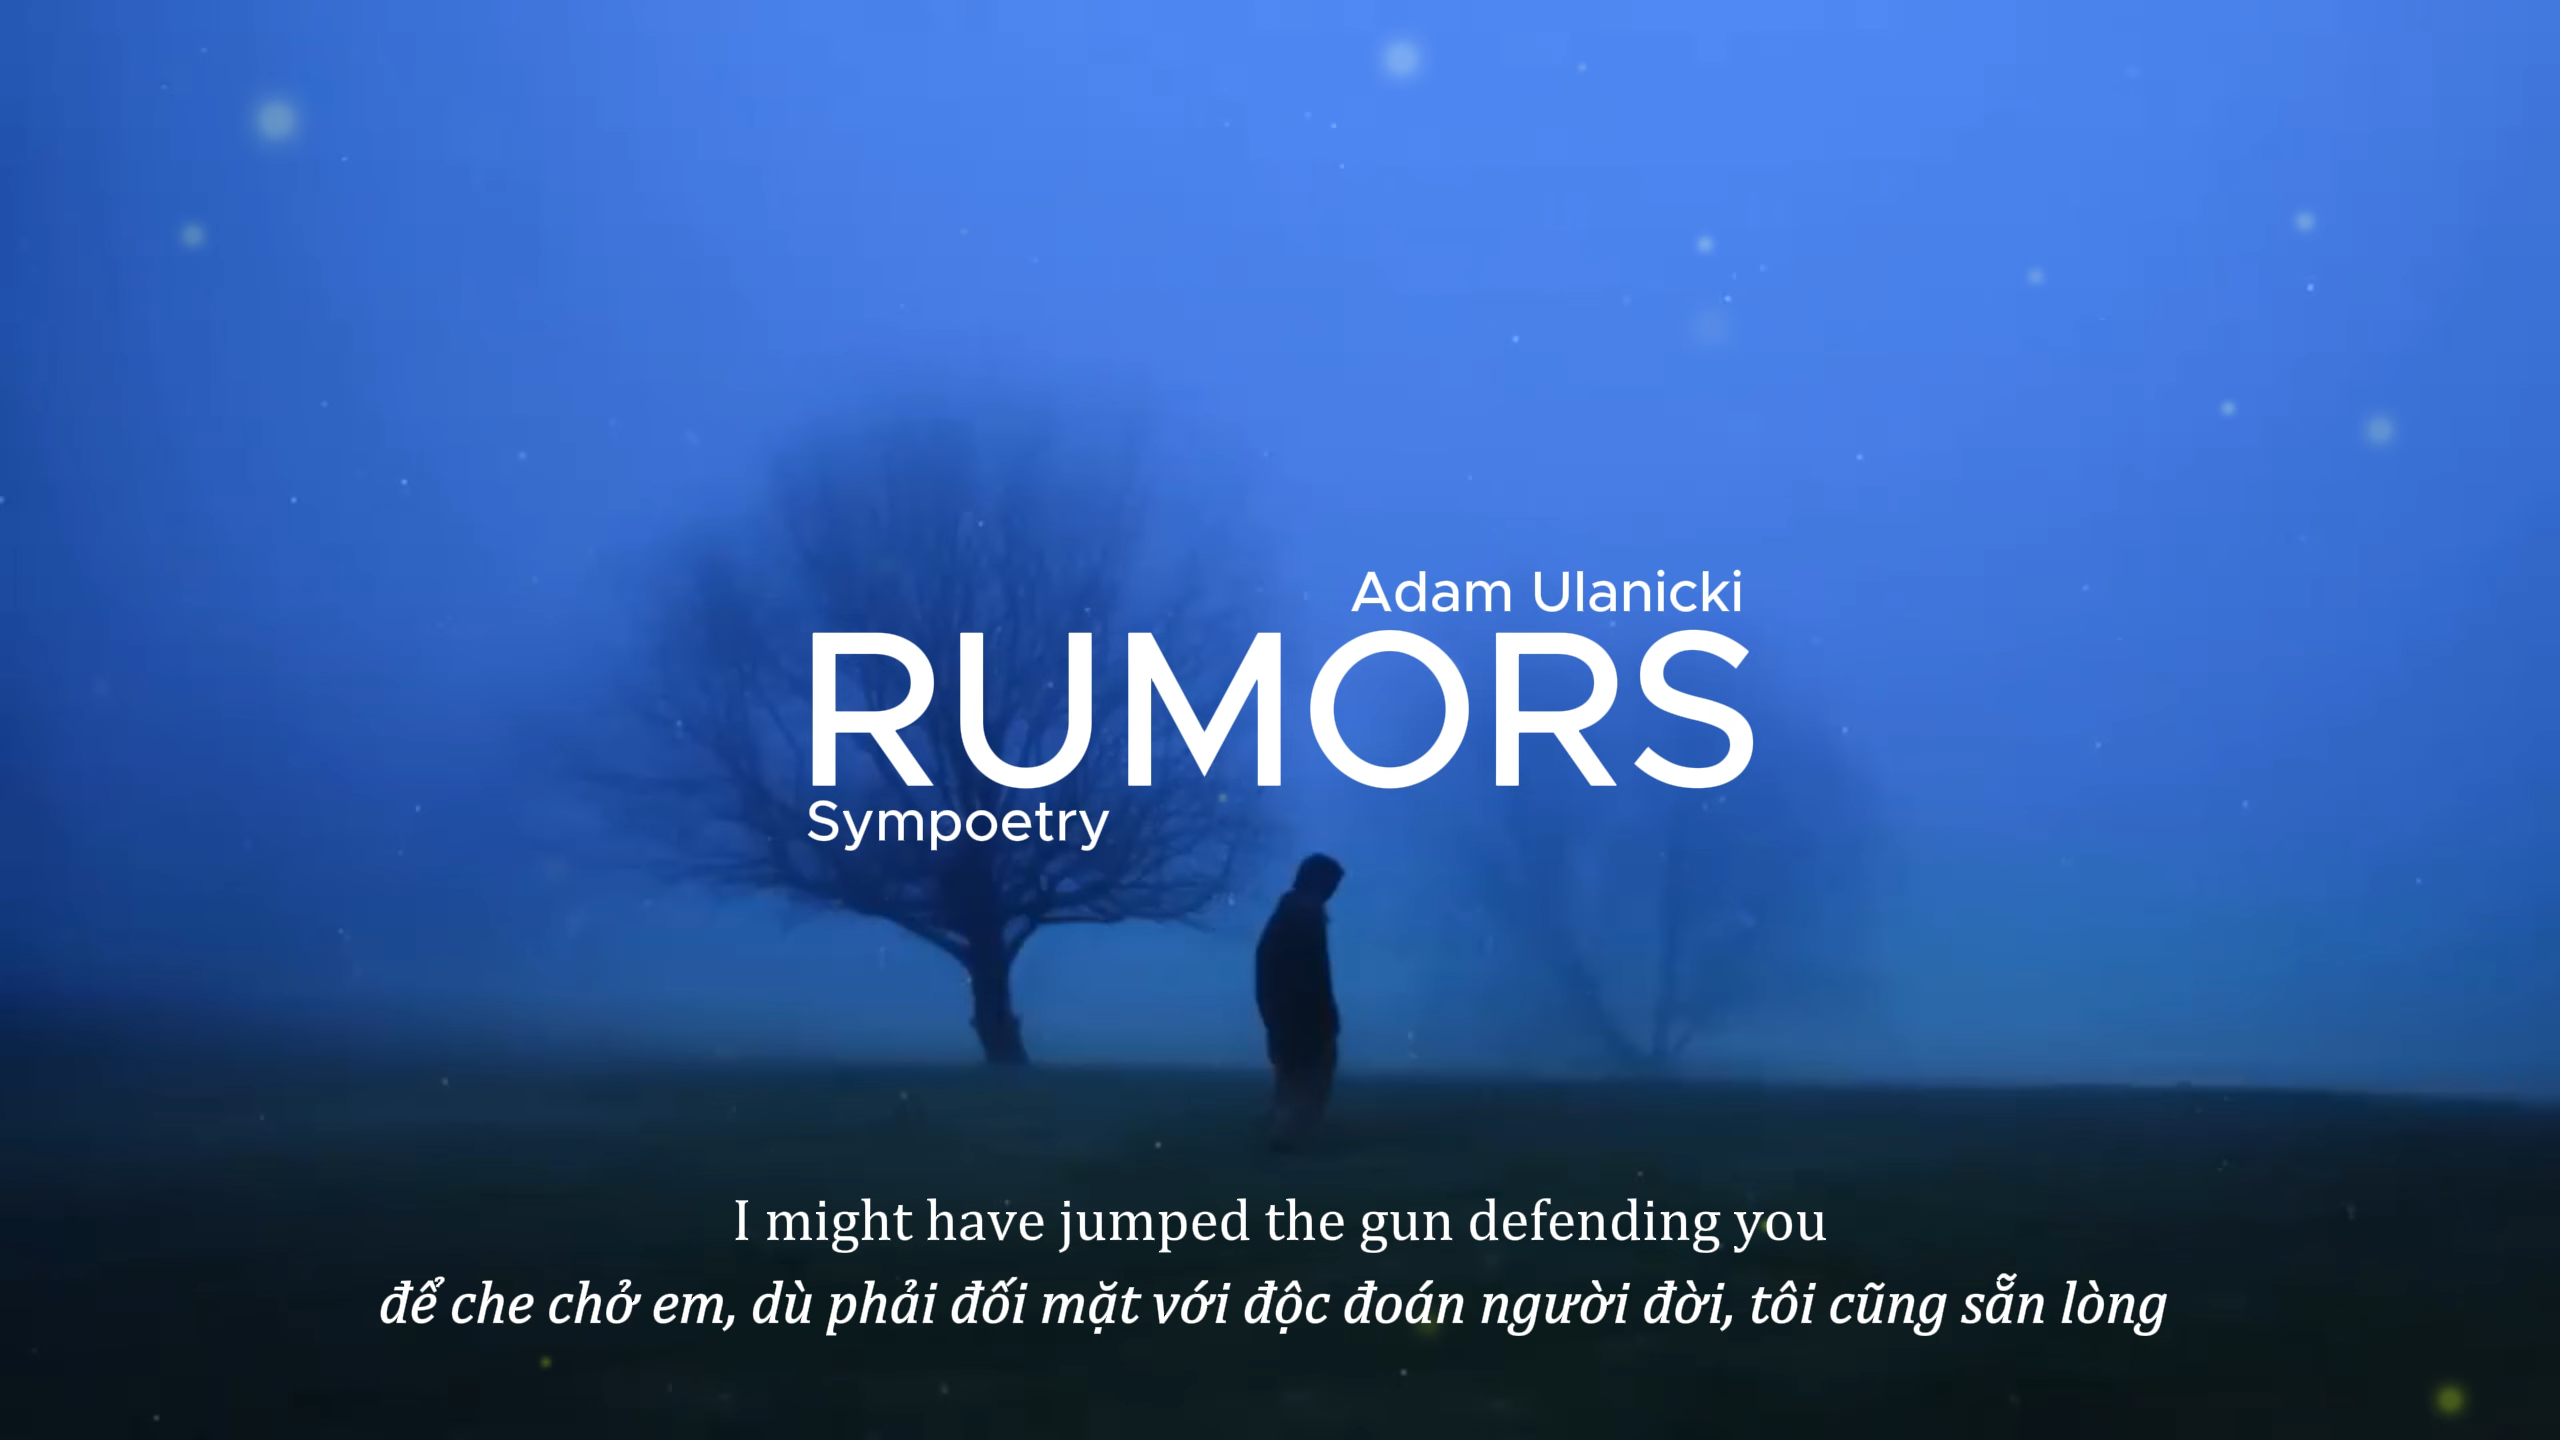 Adam Ulanicki
RUMORS
Sympoetry
I might have jumped the gun defending you
để che chở em, dù phải đối mặt với độc đoán người đời, tôi cũng sẵn lòng